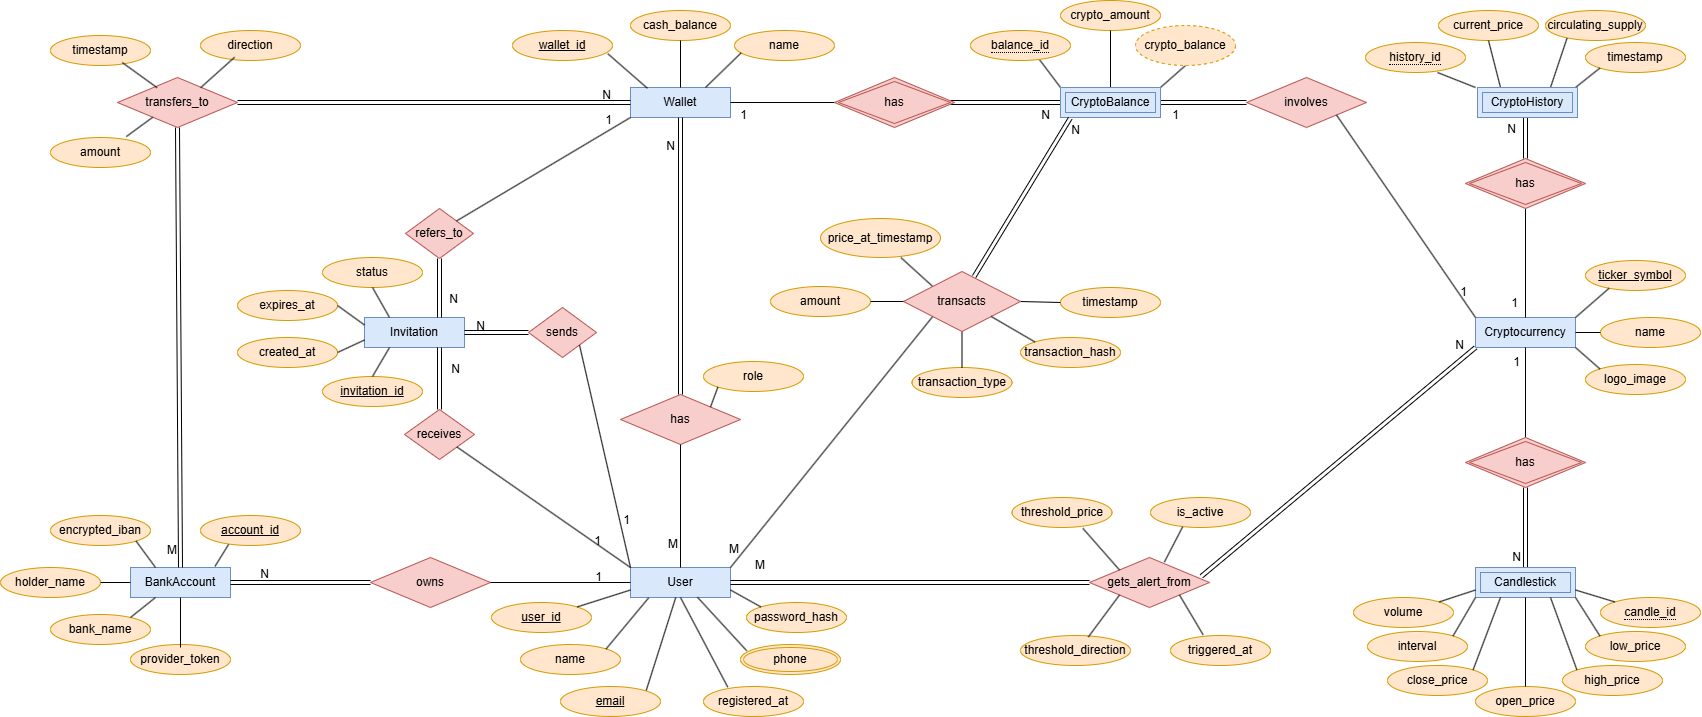 timestamp
direction
transfers_to
amount
wallet_id
cash_balance
name
N
Wallet
1
1
N
has
N
balance_id
crypto_amount
crypto_balance
CryptoBalance
N
1
involves
history_id
current_price
circulating_supply
timestamp
CryptoHistory
N
has
refers_to
N
status
expires_at
Invitation
N
created_at
N
invitation_id
receives
sends
price_at_timestamp
amount
transacts
timestamp
transaction_hash
transaction_type
1
1
ticker_symbol
Cryptocurrency
name
N
1
logo_image
role
has
has
encrypted_iban
account_id
M
holder_name
BankAccount
N
bank_name
provider_token
owns
1
1
1
M
M
M
User
user_id
name
email
registered_at
phone
password_hash
threshold_price
is_active
gets_alert_from
threshold_direction
triggered_at
N
Candlestick
volume
interval
close_price
open_price
high_price
low_price
candle_id